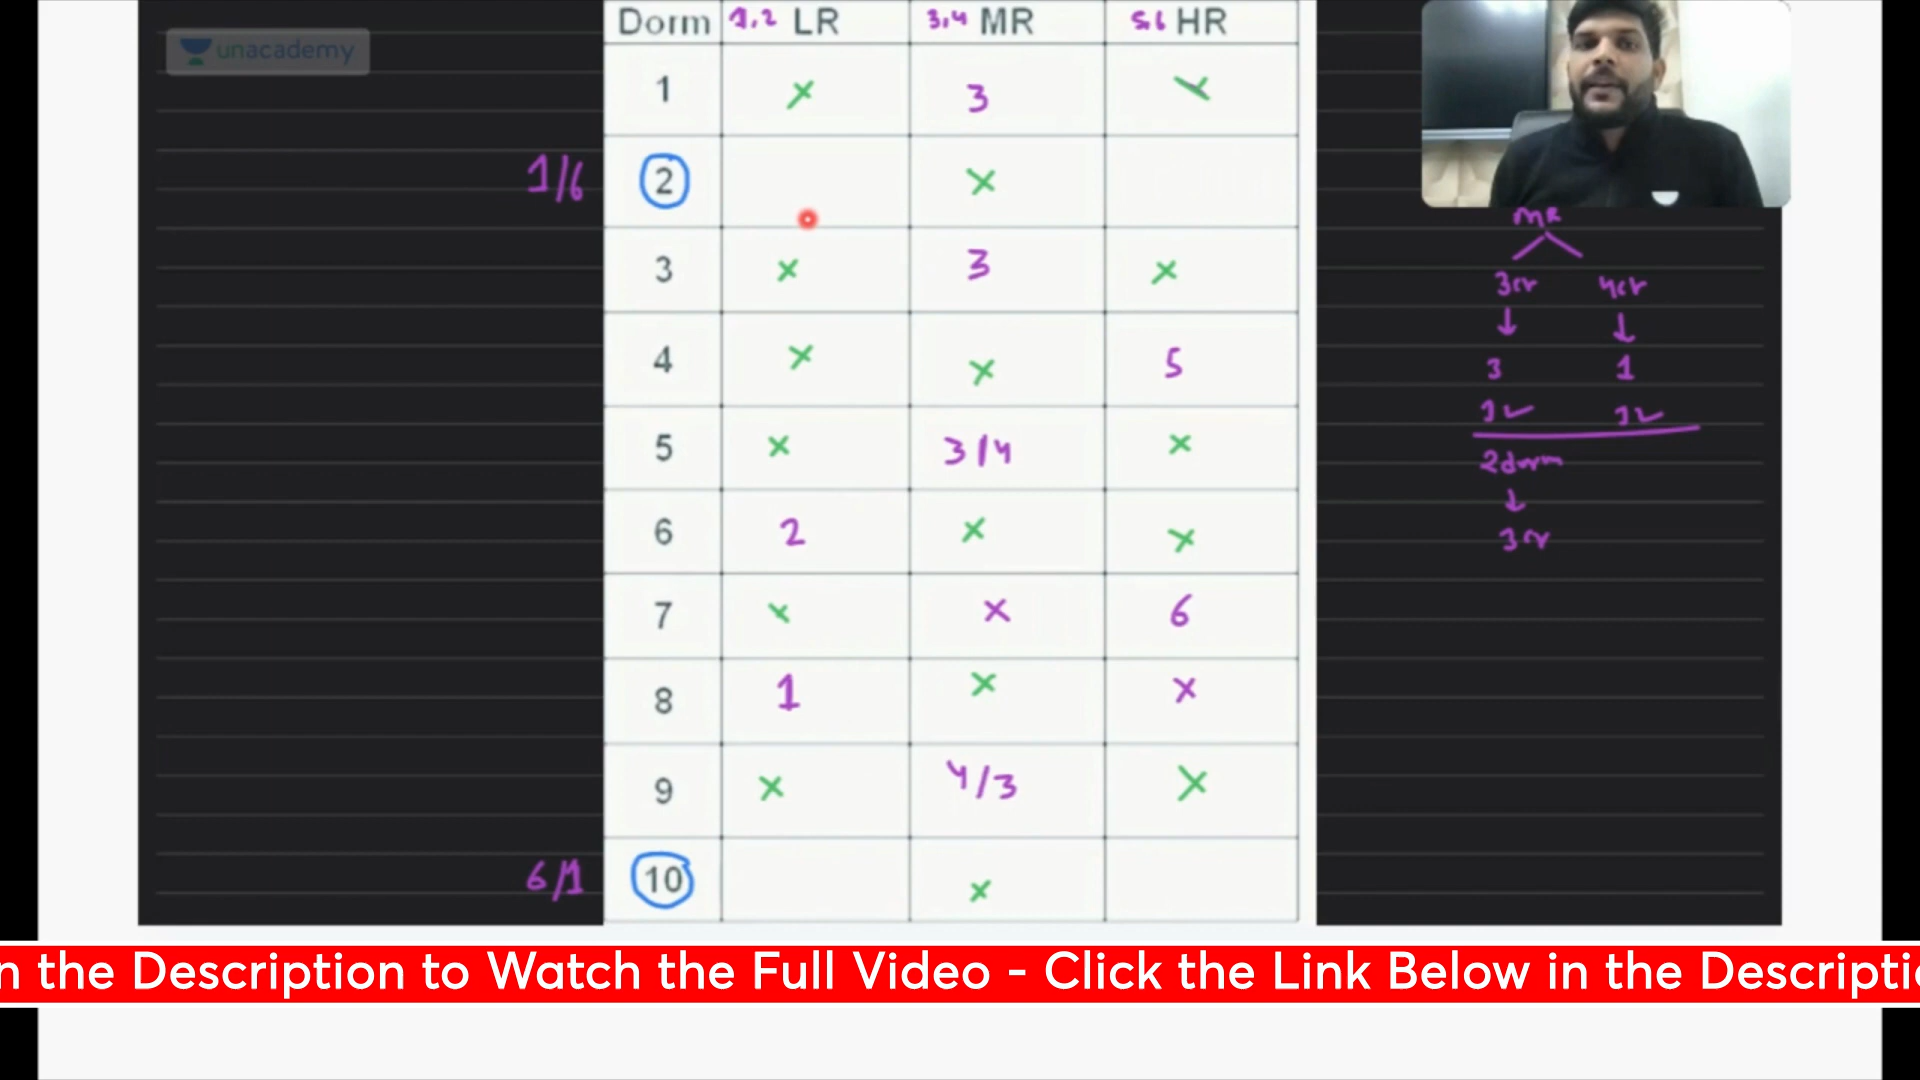 unacademy
Dorm 1,2 LR 3,4 MR 5,6 HR
1 x 3 x
1/6 2 x
3 x 3 x
4 x x 5
5 x 3/4 x
6 2 x x
7 x x 6
8 1 x x
9 x 4/3 x
6/1 10 x
MR
3cr 4cr
↓ ↓
3 1
1✓ 1✓
2dorm
↓
3cr
n the Description to Watch the Full Video - Click the Link Below in the Descripti